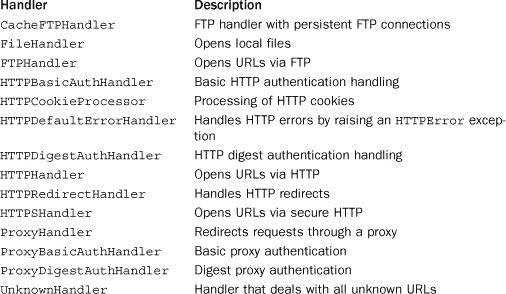 Handler Description
CacheFTPHandler FTP handler with persistent FTP connections
FileHandler Opens local files
FTPHandler Opens URLs via FTP
HTTPBasicAuthHandler Basic HTTP authentication handling
HTTPCookieProcessor Processing of HTTP cookies
HTTPDefaultErrorHandler Handles HTTP errors by raising an HTTPError excep-
tion
HTTPDigestAuthHandler HTTP digest authentication handling
HTTPHandler Opens URLs via HTTP
HTTPRedirectHandler Handles HTTP redirects
HTTPSHandler Opens URLs via secure HTTP
ProxyHandler Redirects requests through a proxy
ProxyBasicAuthHandler Basic proxy authentication
ProxyDigestAuthHandler Digest proxy authentication
UnknownHandler Handler that deals with all unknown URLs